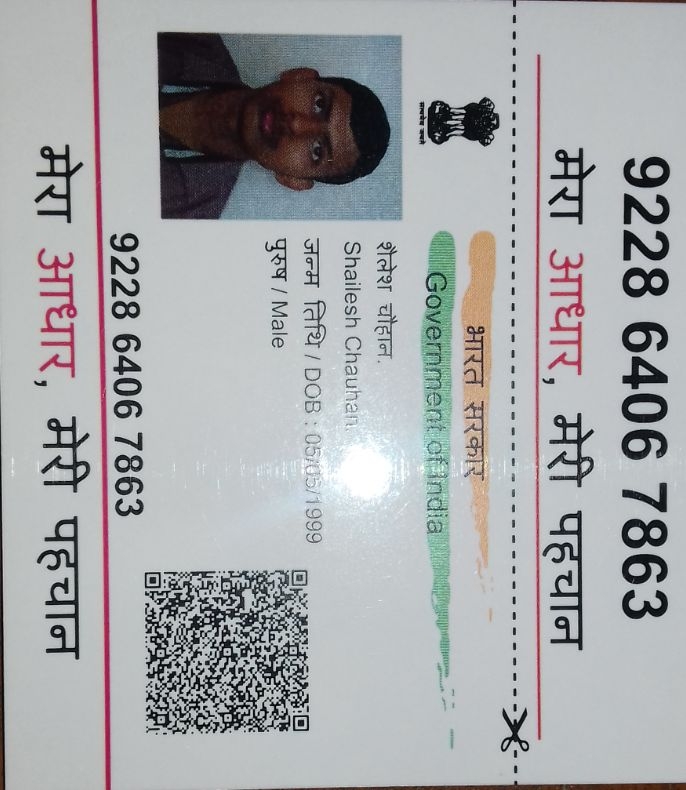 9228 6406 7863
मेरा आधार, मेरी पहचान
भारत सरकार
Government of India
सत्यमेव जयते
शैलेश चौहान.
Shailesh Chauhan.
जन्म तिथि / DOB : 05/05/1999
पुरुष / Male
9228 6406 7863
मेरा आधार, मेरी पहचान